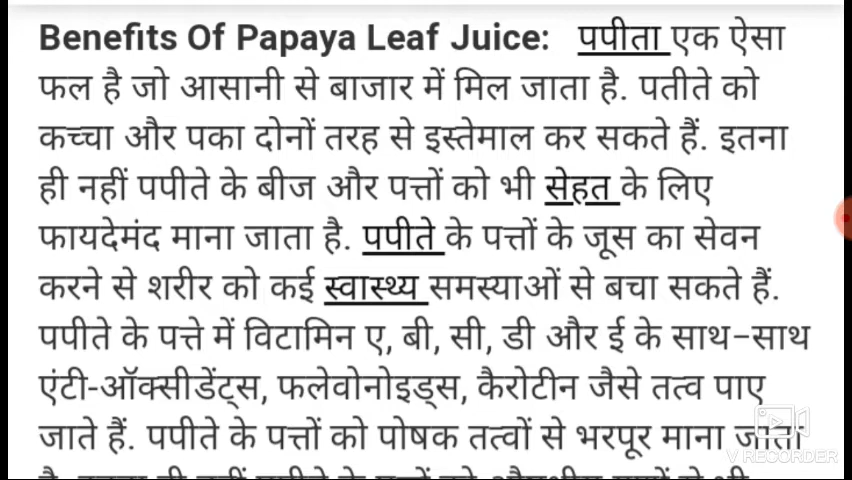 Benefits Of Papaya Leaf Juice: पपीता एक ऐसा
फल है जो आसानी से बाजार में मिल जाता है. पतीते को
कच्चा और पका दोनों तरह से इस्तेमाल कर सकते हैं. इतना
ही नहीं पपीते के बीज और पत्तों को भी सेहत के लिए
फायदेमंद माना जाता है. पपीते के पत्तों के जूस का सेवन
करने से शरीर को कई स्वास्थ्य समस्याओं से बचा सकते हैं.
पपीते के पत्ते में विटामिन ए, बी, सी, डी और ई के साथ-साथ
एंटी-ऑक्सीडेंट्स, फलेवोनोइड्स, कैरोटीन जैसे तत्व पाए
जाते हैं. पपीते के पत्तों को पोषक तत्वों से भरपूर माना जाता
V RECORDER